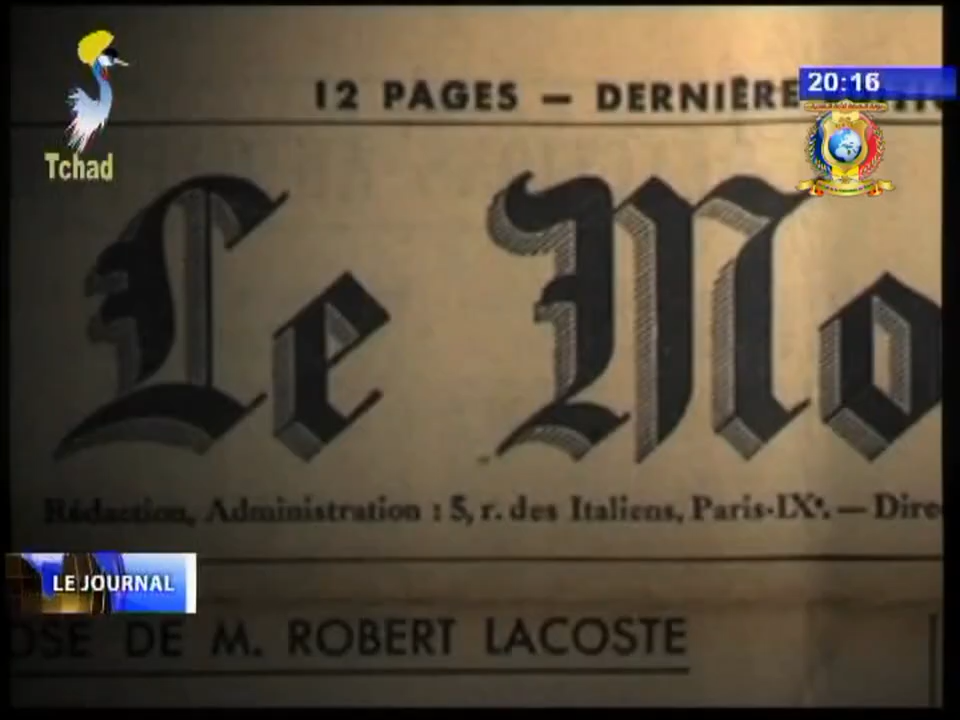 12 PAGES — DERNIÈRE
20:16
Tchad
Le Mo
Rédaction, Administration : 5, r. des Italiens, Paris-IXe. — Dire
LE JOURNAL
OSE DE M. ROBERT LACOSTE